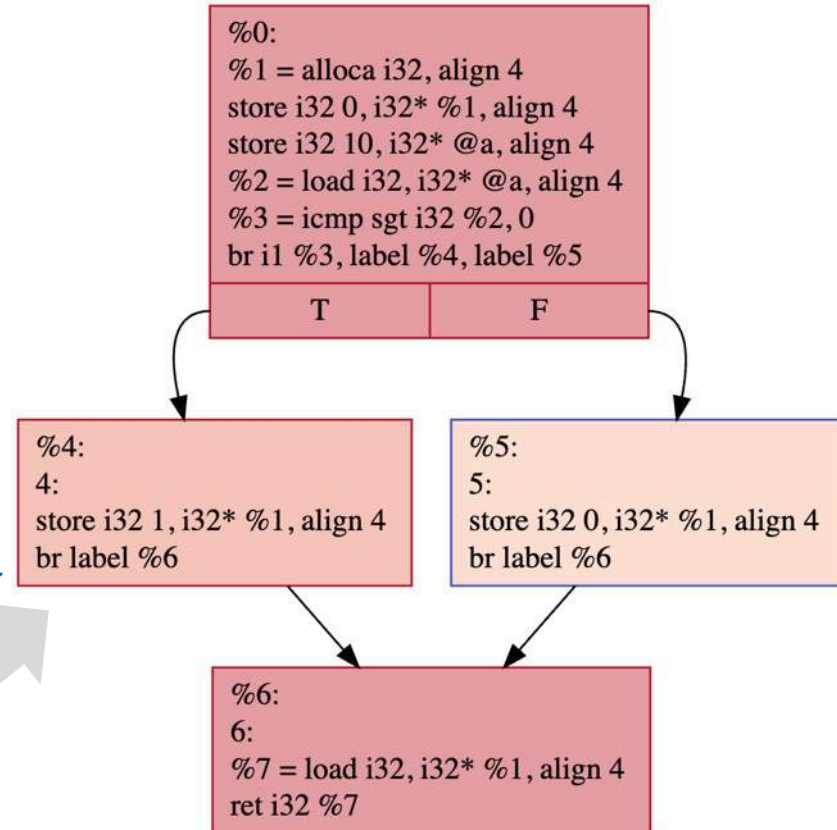 %0:
%1 = alloca i32, align 4
store i32 0, i32* %1, align 4
store i32 10, i32* @a, align 4
%2 = load i32, i32* @a, align 4
%3 = icmp sgt i32 %2, 0
br i1 %3, label %4, label %5
T
F
%4:
4:
store i32 1, i32* %1, align 4
br label %6
%5:
5:
store i32 0, i32* %1, align 4
br label %6
%6:
6:
%7 = load i32, i32* %1, align 4
ret i32 %7